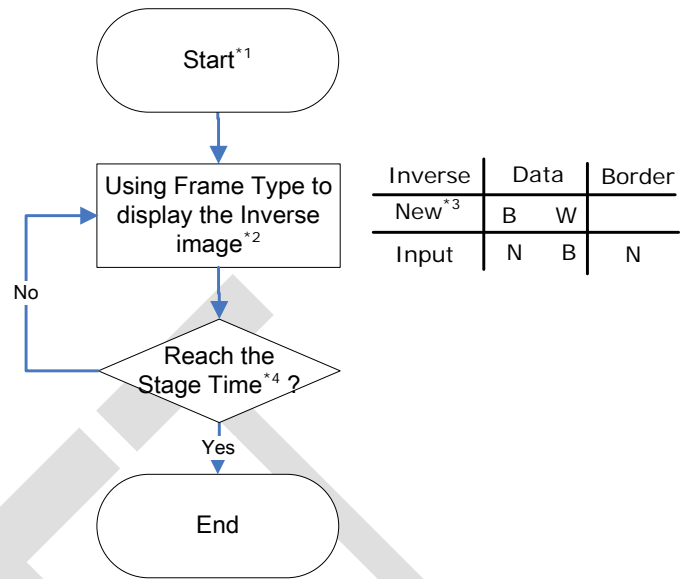 Start*1
Using Frame Type to
display the Inverse
image*2
Inverse Data Border
New*3 B W
Input N B N
No
Reach the
Stage Time*4 ?
Yes
End